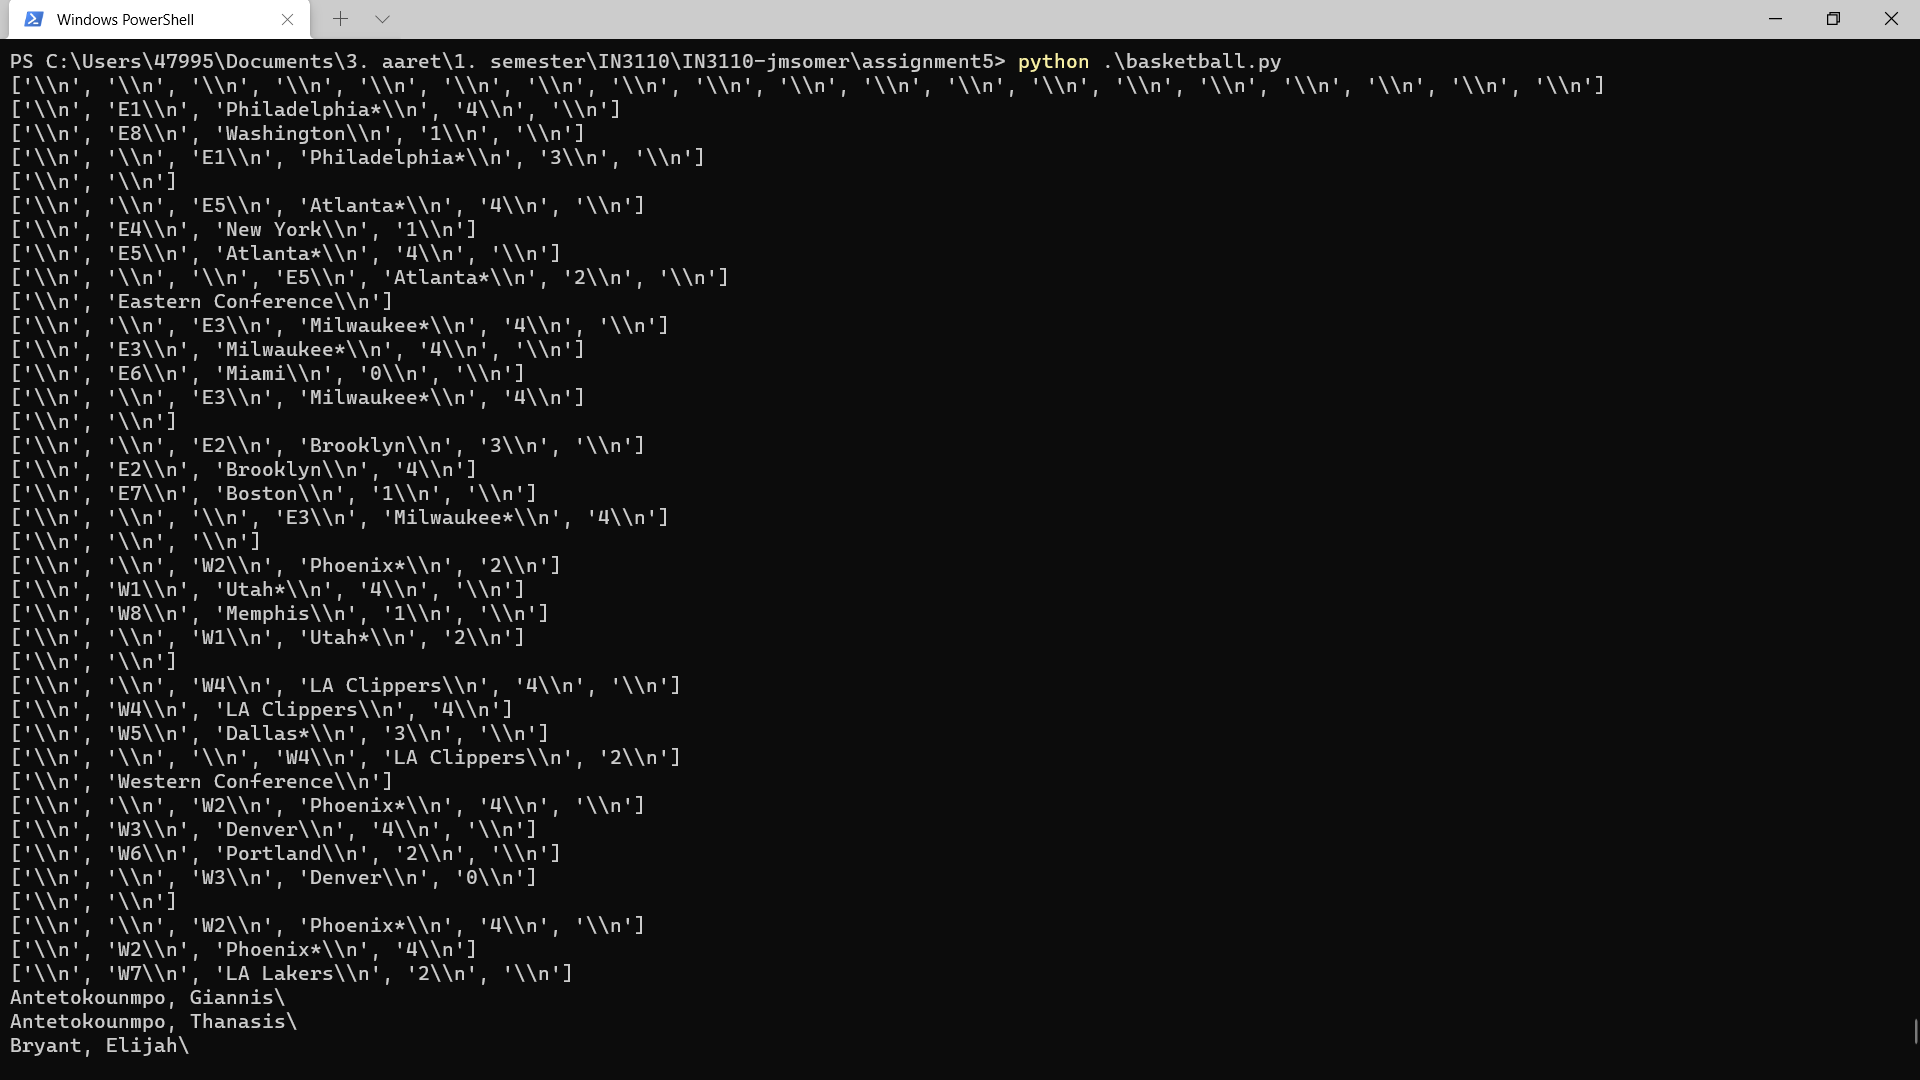 Windows PowerShell
PS C:\Users\47995\Documents\3. aaret\1. semester\IN3110\IN3110-jmsomer\assignment5> python .\basketball.py
['\\n', '\\n', '\\n', '\\n', '\\n', '\\n', '\\n', '\\n', '\\n', '\\n', '\\n', '\\n', '\\n', '\\n', '\\n', '\\n', '\\n', '\\n', '\\n']
['\\n', 'E1\\n', 'Philadelphia*\\n', '4\\n', '\\n']
['\\n', 'E8\\n', 'Washington\\n', '1\\n', '\\n']
['\\n', '\\n', 'E1\\n', 'Philadelphia*\\n', '3\\n', '\\n']
['\\n', '\\n']
['\\n', '\\n', 'E5\\n', 'Atlanta*\\n', '4\\n', '\\n']
['\\n', 'E4\\n', 'New York\\n', '1\\n']
['\\n', 'E5\\n', 'Atlanta*\\n', '4\\n', '\\n']
['\\n', '\\n', '\\n', 'E5\\n', 'Atlanta*\\n', '2\\n', '\\n']
['\\n', 'Eastern Conference\\n']
['\\n', '\\n', 'E3\\n', 'Milwaukee*\\n', '4\\n', '\\n']
['\\n', 'E3\\n', 'Milwaukee*\\n', '4\\n', '\\n']
['\\n', 'E6\\n', 'Miami\\n', '0\\n', '\\n']
['\\n', '\\n', 'E3\\n', 'Milwaukee*\\n', '4\\n']
['\\n', '\\n']
['\\n', '\\n', 'E2\\n', 'Brooklyn\\n', '3\\n', '\\n']
['\\n', 'E2\\n', 'Brooklyn\\n', '4\\n']
['\\n', 'E7\\n', 'Boston\\n', '1\\n', '\\n']
['\\n', '\\n', '\\n', 'E3\\n', 'Milwaukee*\\n', '4\\n']
['\\n', '\\n', '\\n']
['\\n', '\\n', 'W2\\n', 'Phoenix*\\n', '2\\n']
['\\n', 'W1\\n', 'Utah*\\n', '4\\n', '\\n']
['\\n', 'W8\\n', 'Memphis\\n', '1\\n', '\\n']
['\\n', '\\n', 'W1\\n', 'Utah*\\n', '2\\n']
['\\n', '\\n']
['\\n', '\\n', 'W4\\n', 'LA Clippers\\n', '4\\n', '\\n']
['\\n', 'W4\\n', 'LA Clippers\\n', '4\\n']
['\\n', 'W5\\n', 'Dallas*\\n', '3\\n', '\\n']
['\\n', '\\n', '\\n', 'W4\\n', 'LA Clippers\\n', '2\\n']
['\\n', 'Western Conference\\n']
['\\n', '\\n', 'W2\\n', 'Phoenix*\\n', '4\\n', '\\n']
['\\n', 'W3\\n', 'Denver\\n', '4\\n', '\\n']
['\\n', 'W6\\n', 'Portland\\n', '2\\n', '\\n']
['\\n', '\\n', 'W3\\n', 'Denver\\n', '0\\n']
['\\n', '\\n']
['\\n', '\\n', 'W2\\n', 'Phoenix*\\n', '4\\n', '\\n']
['\\n', 'W2\\n', 'Phoenix*\\n', '4\\n']
['\\n', 'W7\\n', 'LA Lakers\\n', '2\\n', '\\n']
Antetokounmpo, Giannis\
Antetokounmpo, Thanasis\
Bryant, Elijah\